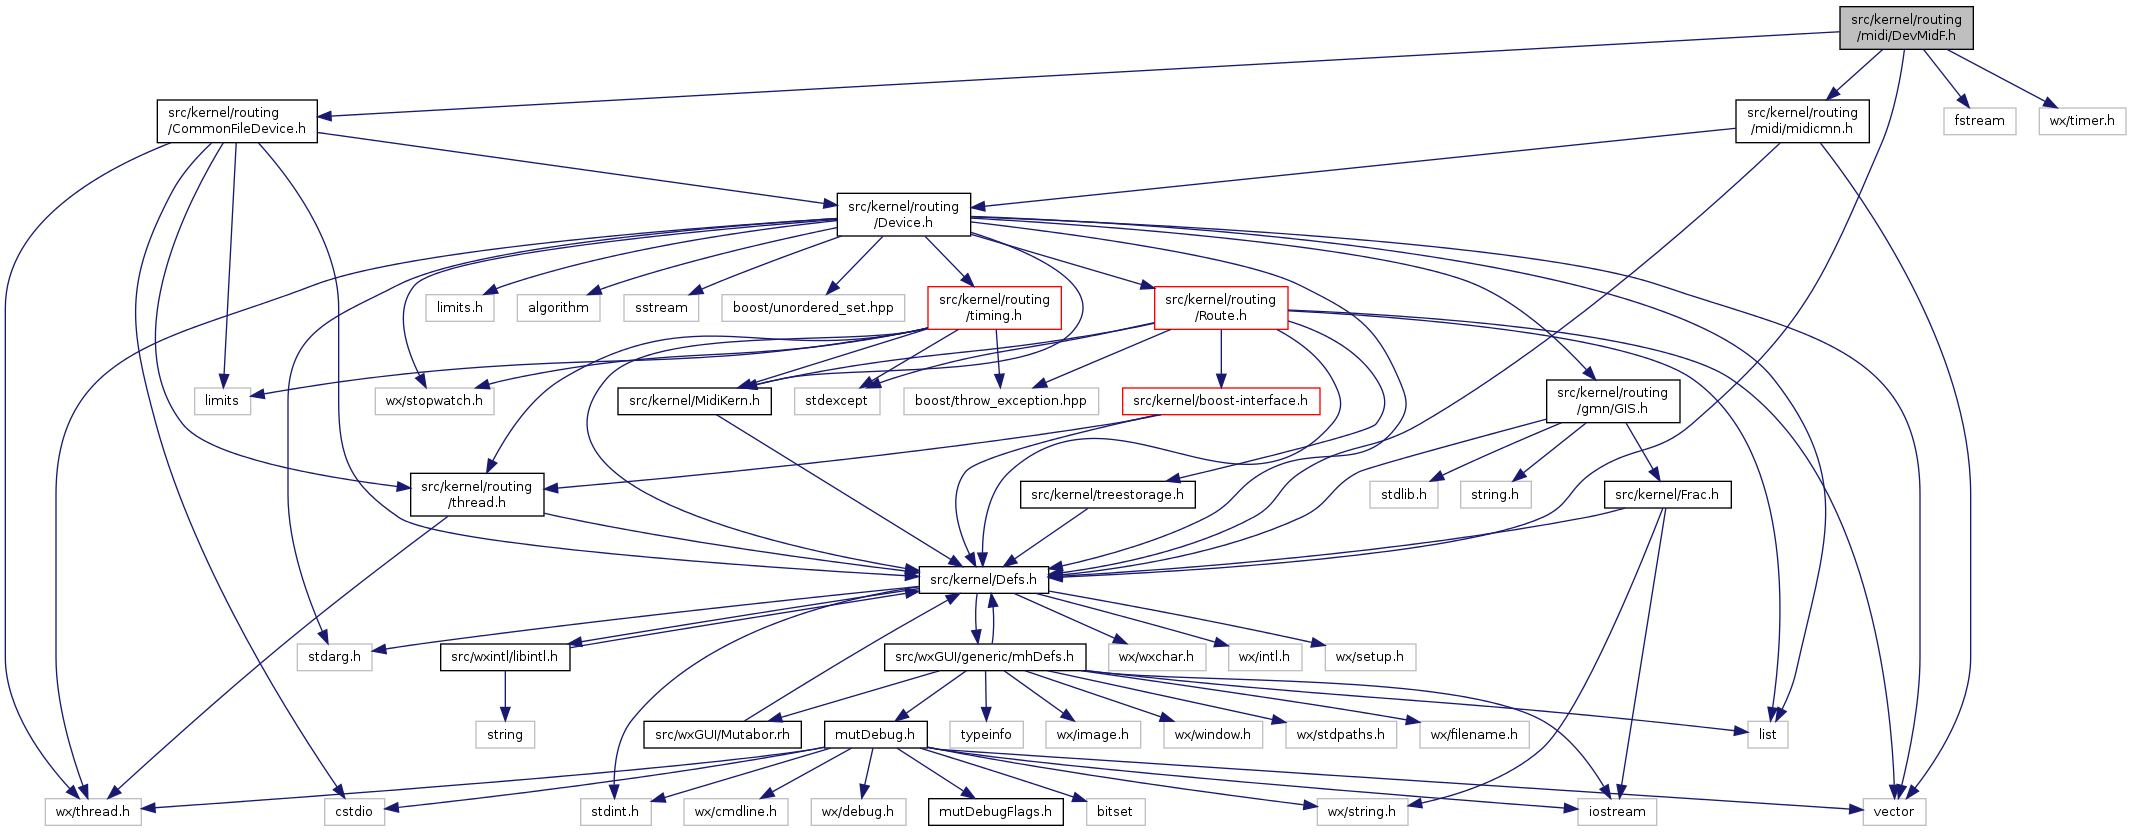 src/kernel/routing
/midi/DevMidF.h
src/kernel/routing
/CommonFileDevice.h
src/kernel/routing
/midi/midicmn.h
fstream
wx/timer.h
src/kernel/routing
/Device.h
limits.h
algorithm
sstream
boost/unordered_set.hpp
src/kernel/routing
/timing.h
src/kernel/routing
/Route.h
limits
wx/stopwatch.h
src/kernel/MidiKern.h
stdexcept
boost/throw_exception.hpp
src/kernel/boost-interface.h
src/kernel/routing
/gmn/GIS.h
src/kernel/routing
/thread.h
src/kernel/treestorage.h
stdlib.h
string.h
src/kernel/Frac.h
src/kernel/Defs.h
stdarg.h
src/wxintl/libintl.h
src/wxGUI/generic/mhDefs.h
wx/wxchar.h
wx/intl.h
wx/setup.h
string
src/wxGUI/Mutabor.rh
mutDebug.h
typeinfo
wx/image.h
wx/window.h
wx/stdpaths.h
wx/filename.h
list
wx/thread.h
cstdio
stdint.h
wx/cmdline.h
wx/debug.h
mutDebugFlags.h
bitset
wx/string.h
iostream
vector